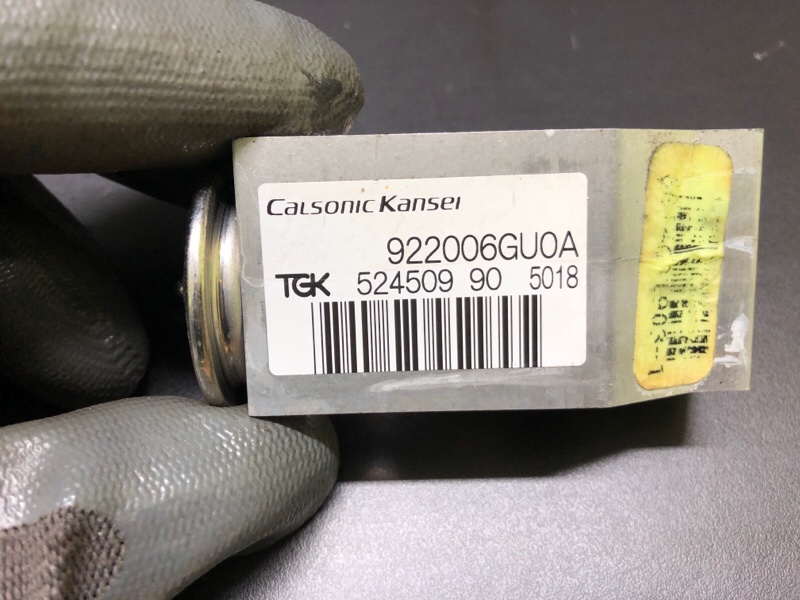 Calsonic Kansei
922006GU0A
TGK 524509 90 5018